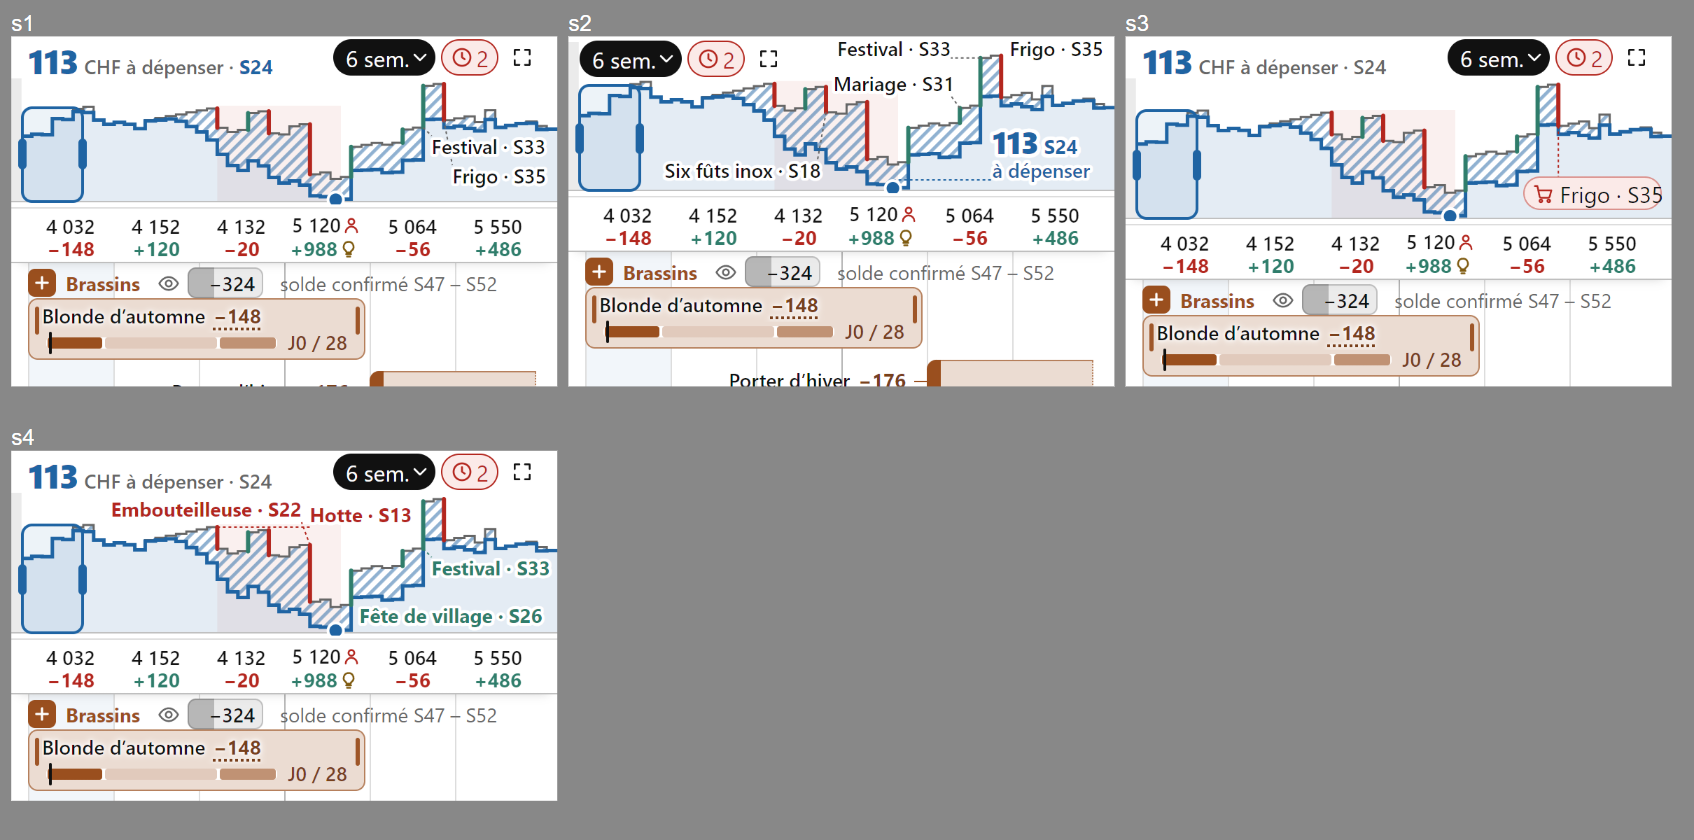 s1
113 CHF à dépenser · S24
6 sem.
2
Festival · S33
Frigo · S35
4 032 4 152 4 132 5 120 5 064 5 550
−148 +120 −20 +988 −56 +486
Brassins −324 solde confirmé S47 – S52
Blonde d’automne −148
J0 / 28
s2
6 sem.
2
Festival · S33
Frigo · S35
Mariage · S31
113 S24
à dépenser
Six fûts inox · S18
4 032 4 152 4 132 5 120 5 064 5 550
−148 +120 −20 +988 −56 +486
Brassins −324 solde confirmé S47 – S52
Blonde d’automne −148
J0 / 28
Porter d’hiver −176
s3
113 CHF à dépenser · S24
6 sem.
2
Frigo · S35
4 032 4 152 4 132 5 120 5 064 5 550
−148 +120 −20 +988 −56 +486
Brassins −324 solde confirmé S47 – S52
Blonde d’automne −148
J0 / 28
s4
113 CHF à dépenser · S24
6 sem.
2
Embouteilleuse · S22
Hotte · S13
Festival · S33
Fête de village · S26
4 032 4 152 4 132 5 120 5 064 5 550
−148 +120 −20 +988 −56 +486
Brassins −324 solde confirmé S47 – S52
Blonde d’automne −148
J0 / 28